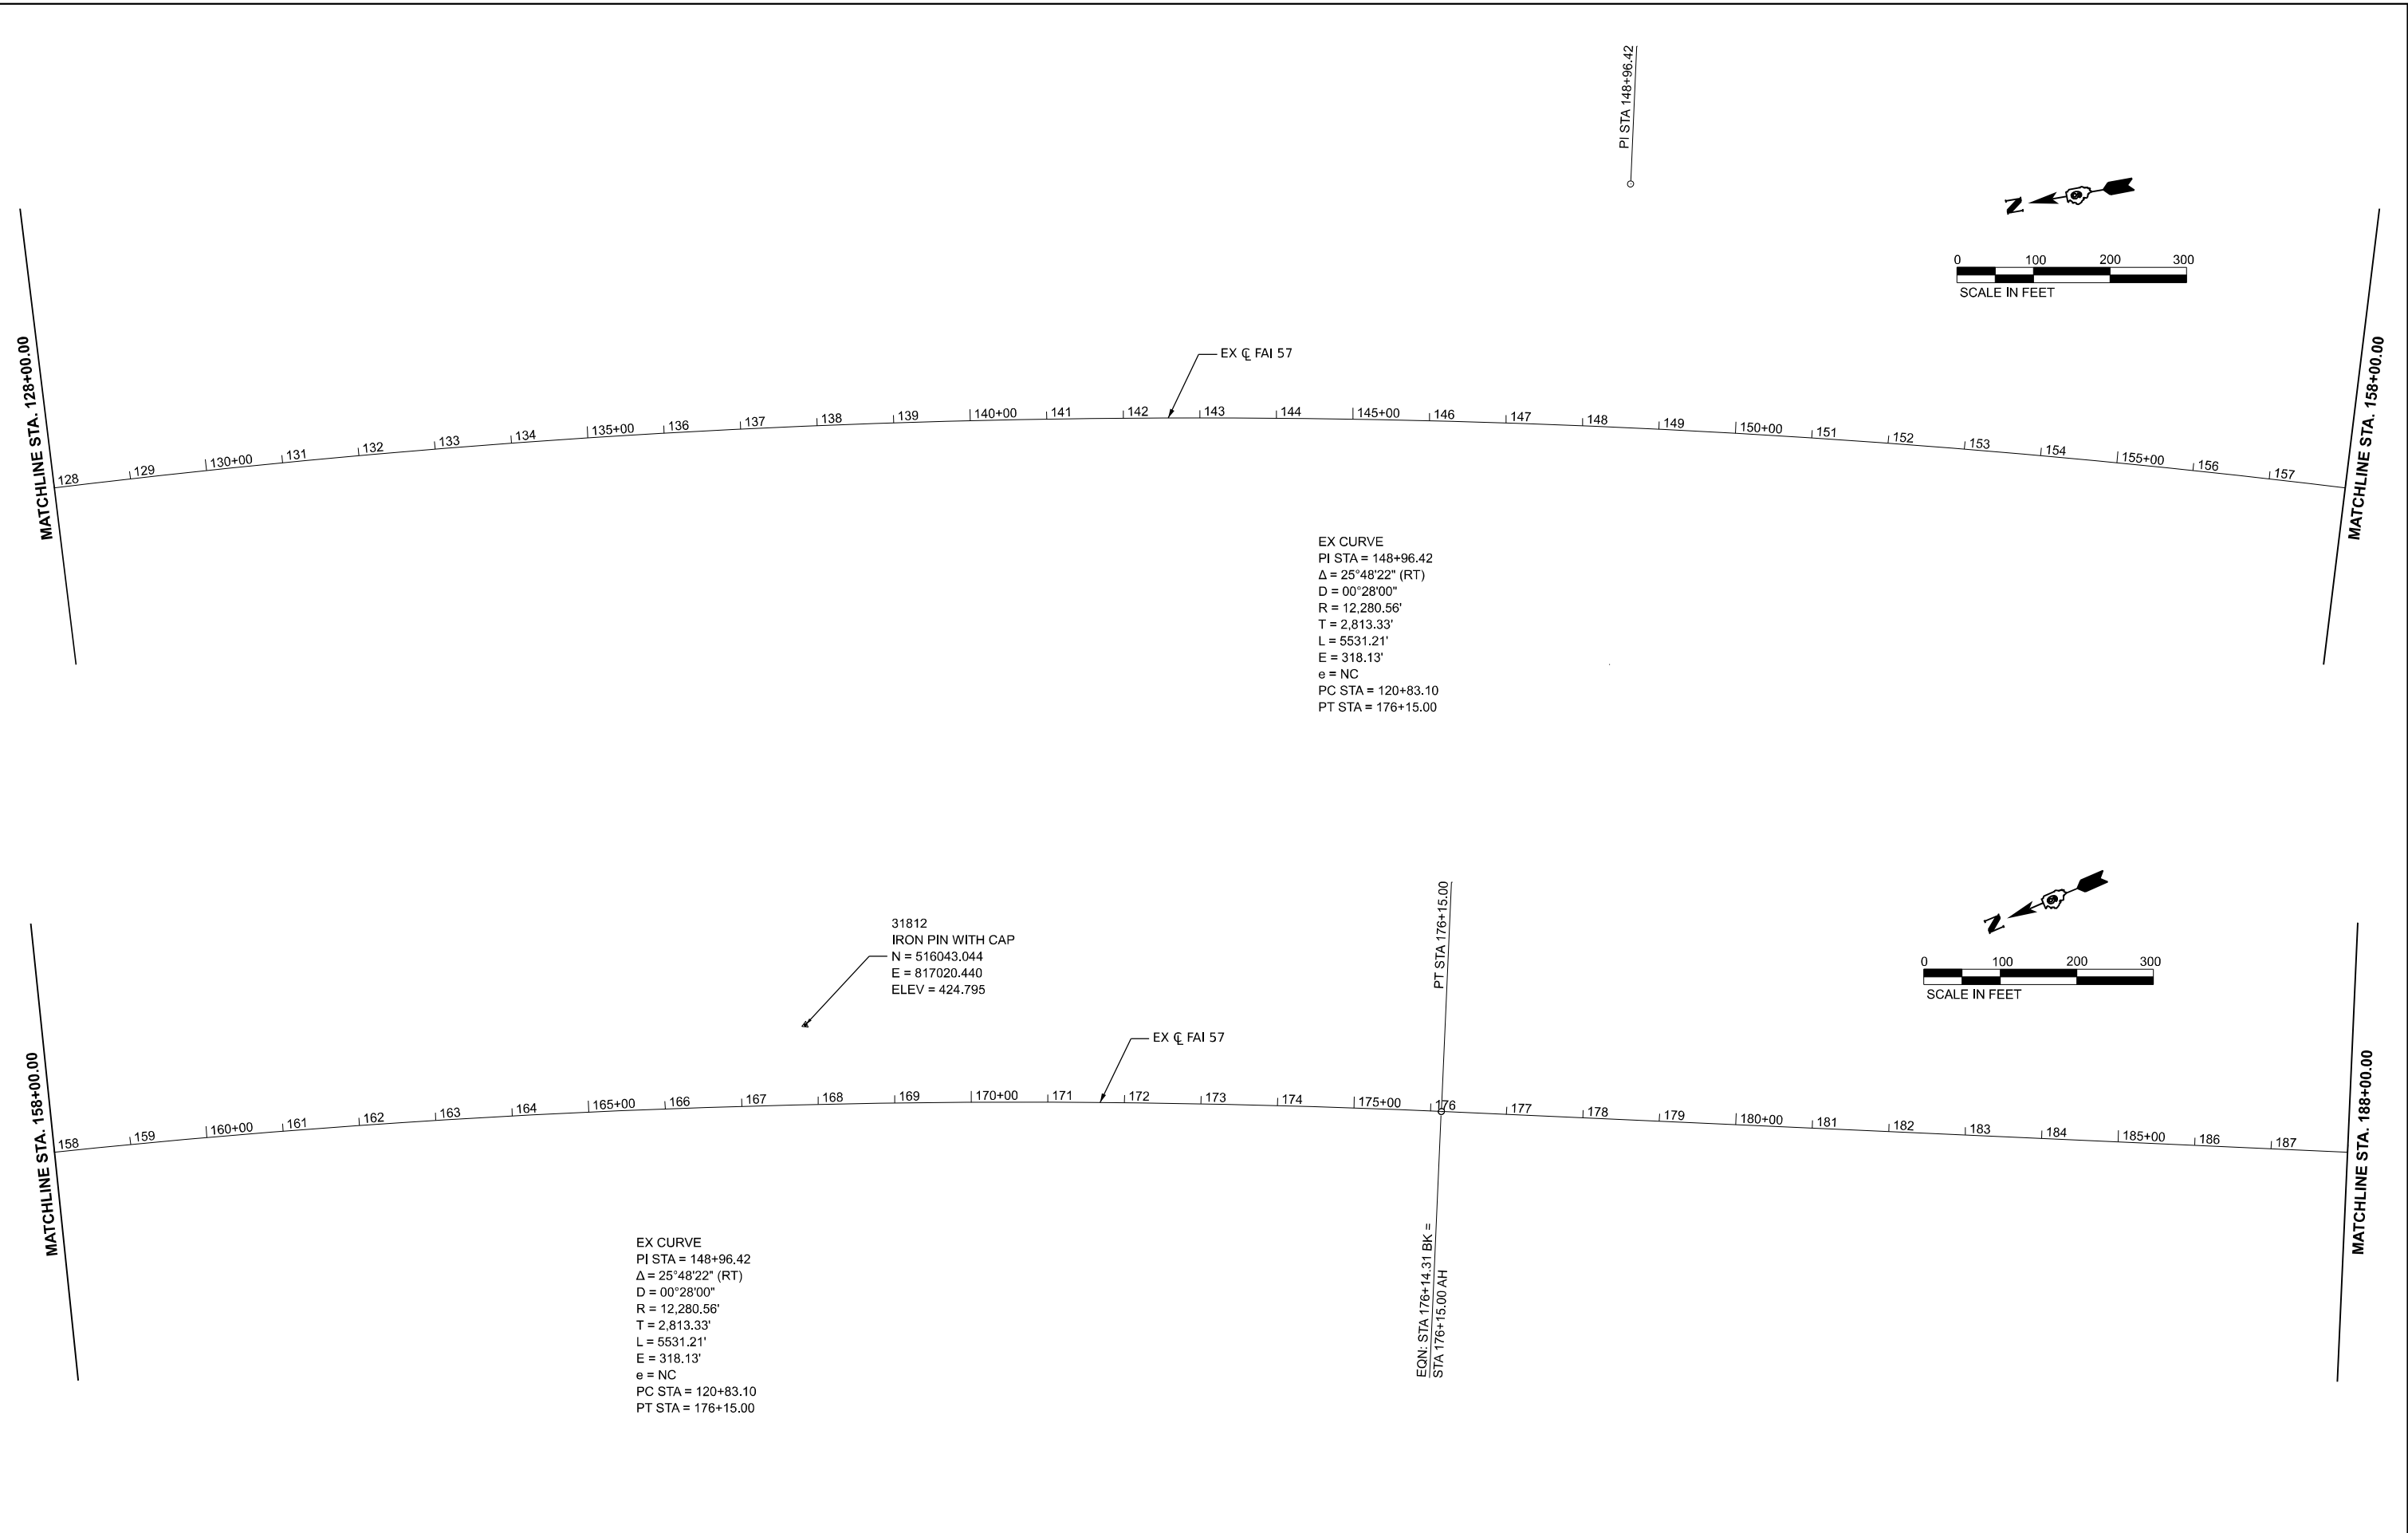 PI STA 148+96.42
N
0 100 200 300
SCALE IN FEET
MATCHLINE STA. 128+00.00
MATCHLINE STA. 158+00.00
EX ℄ FAI 57
128 129 130+00 131 132 133 134 135+00 136 137 138 139 140+00 141 142 143 144 145+00 146 147 148 149 150+00 151 152 153 154 155+00 156 157
EX CURVE
PI STA = 148+96.42
Δ = 25°48'22" (RT)
D = 00°28'00"
R = 12,280.56'
T = 2,813.33'
L = 5531.21'
E = 318.13'
e = NC
PC STA = 120+83.10
PT STA = 176+15.00
31812
IRON PIN WITH CAP
N = 516043.044
E = 817020.440
ELEV = 424.795
PT STA 176+15.00
N
0 100 200 300
SCALE IN FEET
MATCHLINE STA. 158+00.00
MATCHLINE STA. 188+00.00
EX ℄ FAI 57
158 159 160+00 161 162 163 164 165+00 166 167 168 169 170+00 171 172 173 174 175+00 176 177 178 179 180+00 181 182 183 184 185+00 186 187
EQN: STA 176+14.31 BK =
STA 176+15.00 AH
EX CURVE
PI STA = 148+96.42
Δ = 25°48'22" (RT)
D = 00°28'00"
R = 12,280.56'
T = 2,813.33'
L = 5531.21'
E = 318.13'
e = NC
PC STA = 120+83.10
PT STA = 176+15.00